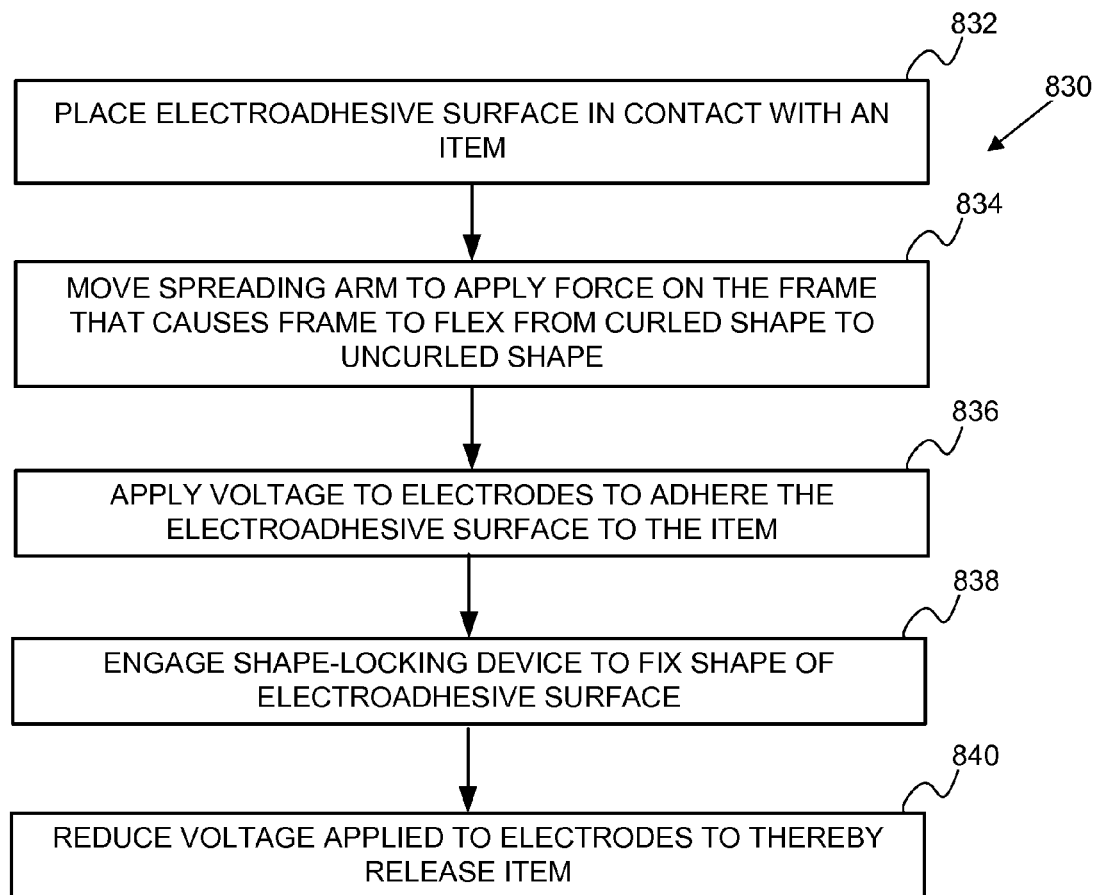 832
830
PLACE ELECTROADHESIVE SURFACE IN CONTACT WITH AN
ITEM
834
MOVE SPREADING ARM TO APPLY FORCE ON THE FRAME
THAT CAUSES FRAME TO FLEX FROM CURLED SHAPE TO
UNCURLED SHAPE
836
APPLY VOLTAGE TO ELECTRODES TO ADHERE THE
ELECTROADHESIVE SURFACE TO THE ITEM
838
ENGAGE SHAPE-LOCKING DEVICE TO FIX SHAPE OF
ELECTROADHESIVE SURFACE
840
REDUCE VOLTAGE APPLIED TO ELECTRODES TO THEREBY
RELEASE ITEM